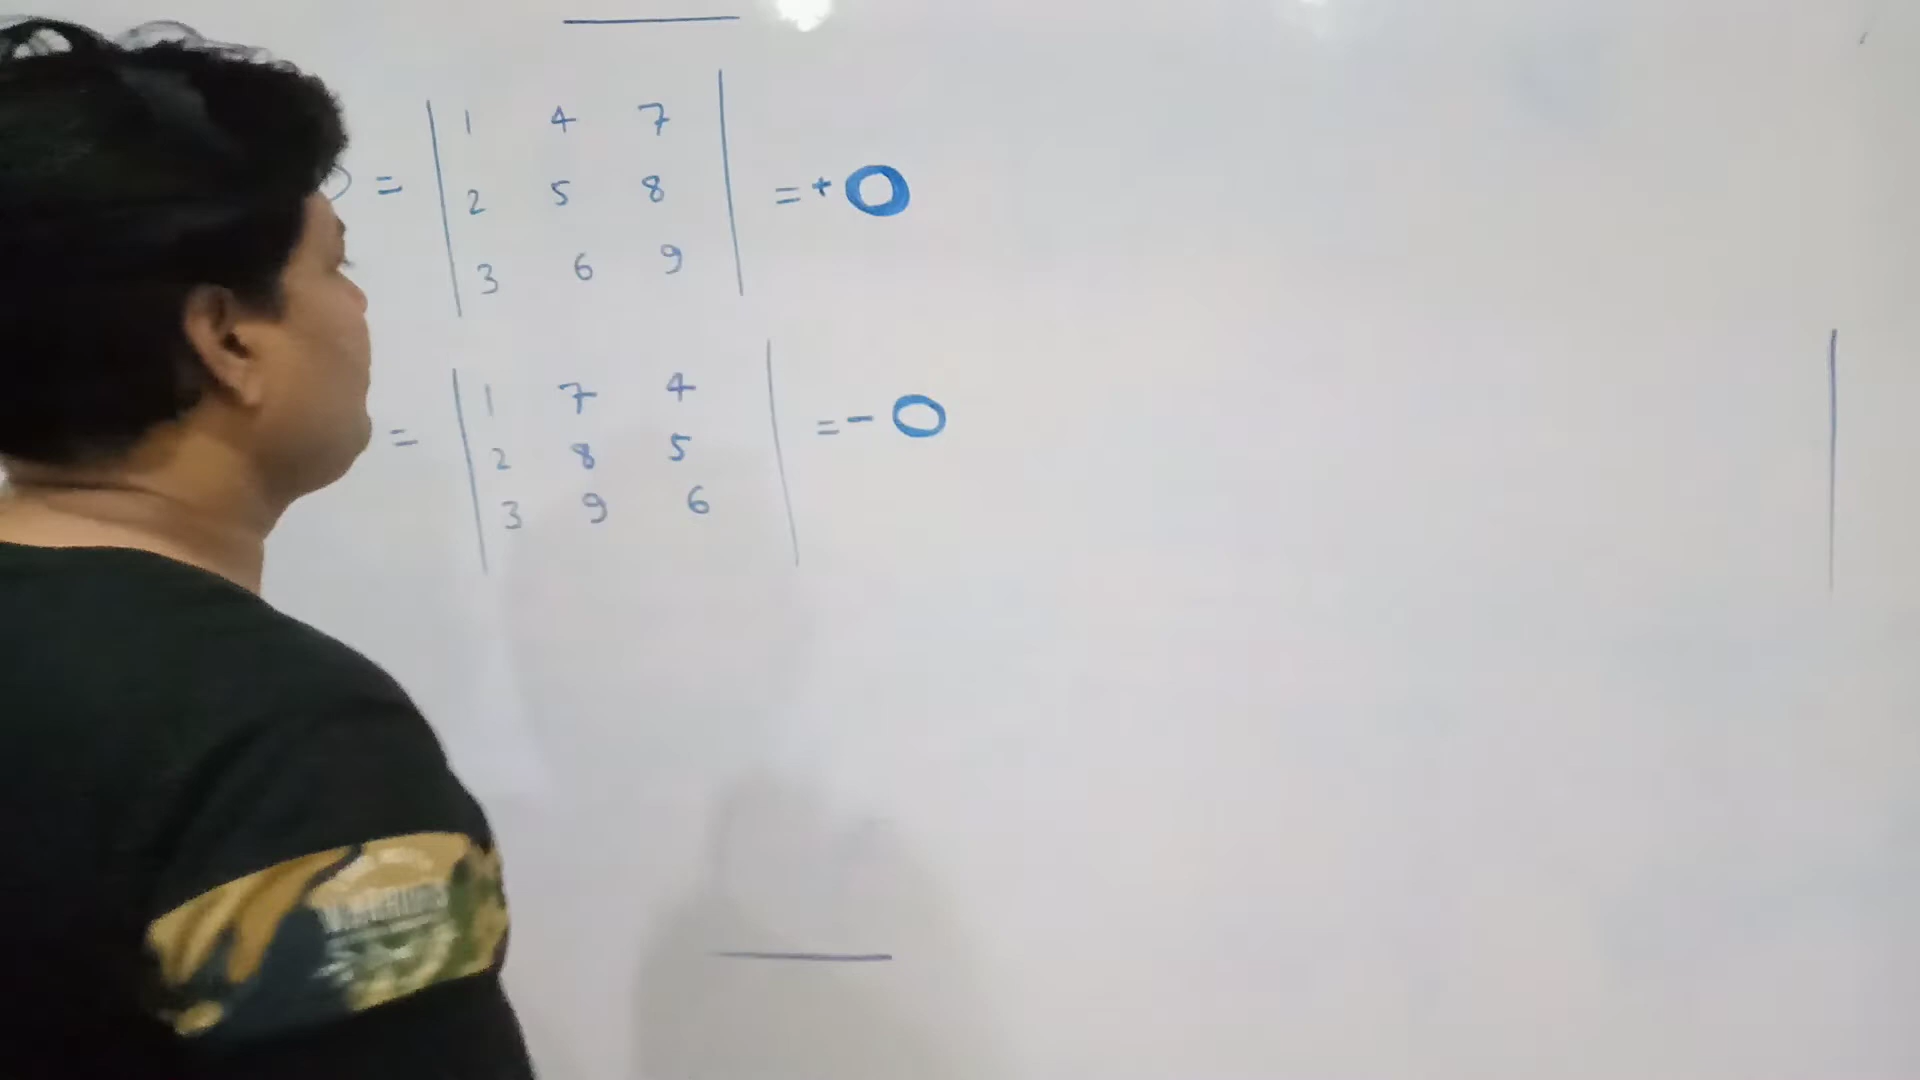 = | 1 4 7 | = + 0
| 2 5 8 |
| 3 6 9 |
= | 1 7 4 | = - 0
| 2 8 5 |
| 3 9 6 |